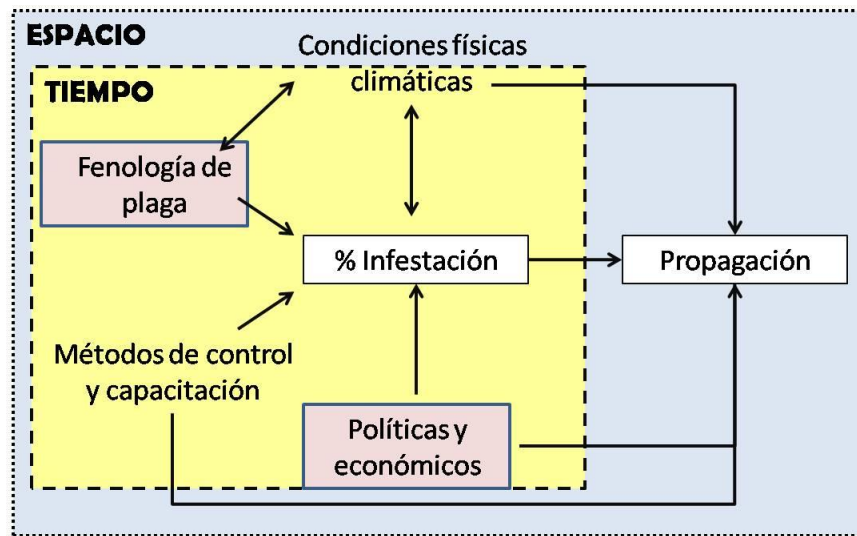 ESPACIO
Condiciones físicas
climáticas
TIEMPO
Fenología de
plaga
% Infestación
Propagación
Métodos de control
y capacitación
Políticas y
económicos